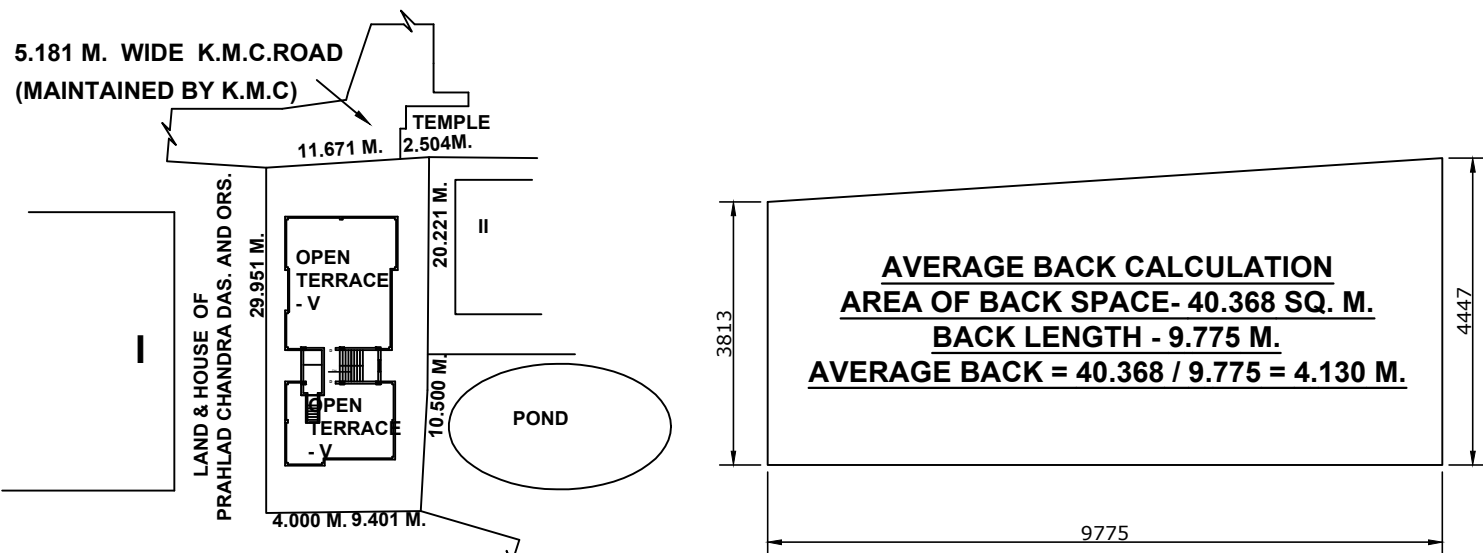 5.181 M.  WIDE  K.M.C.ROAD
(MAINTAINED BY K.M.C)
TEMPLE
11.671 M.
2.504M.
LAND & HOUSE  OF
PRAHLAD CHANDRA DAS. AND ORS.
29.951 M.
20.221 M.
II
OPEN
TERRACE
- V
I
10.500 M.
OPEN
TERRACE
- V
POND
4.000 M. 9.401 M.
3813
AVERAGE BACK CALCULATION
AREA OF BACK SPACE- 40.368 SQ. M.
BACK LENGTH - 9.775 M.
AVERAGE BACK = 40.368 / 9.775 = 4.130 M.
4447
9775